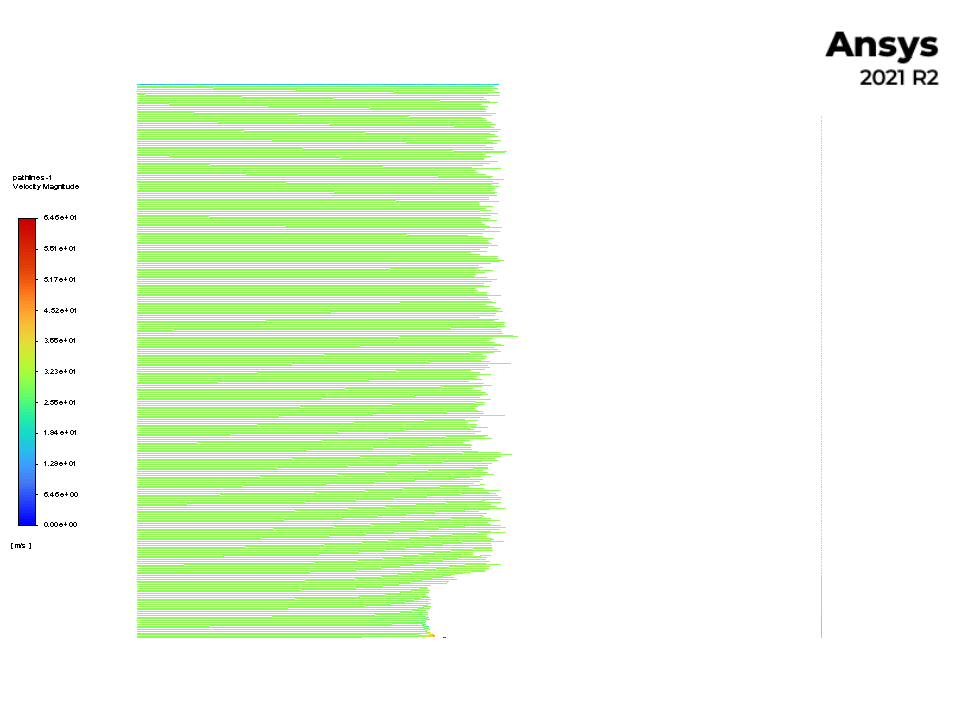 Ansys
2021 R2
pathlines-1
Velocity Magnitude
6.46e+01
5.81e+01
5.17e+01
4.52e+01
3.88e+01
3.23e+01
2.58e+01
1.94e+01
1.29e+01
6.46e+00
0.00e+00
[m/s]